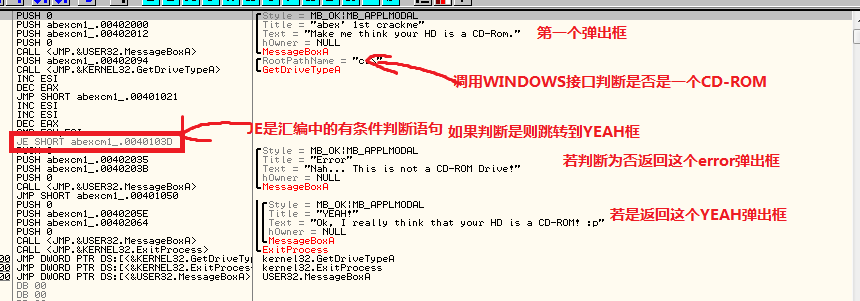 PUSH 0 Style = MB_OK|MB_APPLMODAL
PUSH abexcm1_.00402000 Title = "abex' 1st crackme"
PUSH abexcm1_.00402012 Text = "Make me think your HD is a CD-Rom." 第一个弹出框
PUSH 0 hOwner = NULL
CALL <JMP.&USER32.MessageBoxA> MessageBoxA
PUSH abexcm1_.00402094 RootPathName =
CALL <JMP.&KERNEL32.GetDriveTypeA> GetDriveTypeA
INC ESI
DEC EAX 调用WINDOWS接口判断是否是一个CD-ROM
JMP SHORT abexcm1_.00401021
INC ESI
INC ESI
DEC EAX JE是汇编中的有条件判断语句 如果判断是则跳转到YEAH框
JE SHORT abexcm1_.0040103D
PUSH 0 Style = MB_OK|MB_APPLMODAL
PUSH abexcm1_.00402035 Title = "Error"
PUSH abexcm1_.0040203B Text = "Nah... This is not a CD-ROM Drive!" 若判断为否返回这个error弹出框
PUSH 0 hOwner = NULL
CALL <JMP.&USER32.MessageBoxA> MessageBoxA
JMP SHORT abexcm1_.00401050
PUSH 0 Style = MB_OK|MB_APPLMODAL
PUSH abexcm1_.0040205E Title = "YEAH!"
PUSH abexcm1_.00402064 Text = "Ok, I really think that your HD is a CD-ROM! :p" 若是返回这个YEAH弹出框
PUSH 0 hOwner = NULL
CALL <JMP.&USER32.MessageBoxA> MessageBoxA
CALL <JMP.&KERNEL32.ExitProcess> ExitProcess
00 JMP DWORD PTR DS:[<&KERNEL32.GetDriveTyp kernel32.GetDriveTypeA
00 JMP DWORD PTR DS:[<&KERNEL32.ExitProcess kernel32.ExitProcess
00 JMP DWORD PTR DS:[<&USER32.MessageBoxA>] USER32.MessageBoxA
DB 00
DB 00